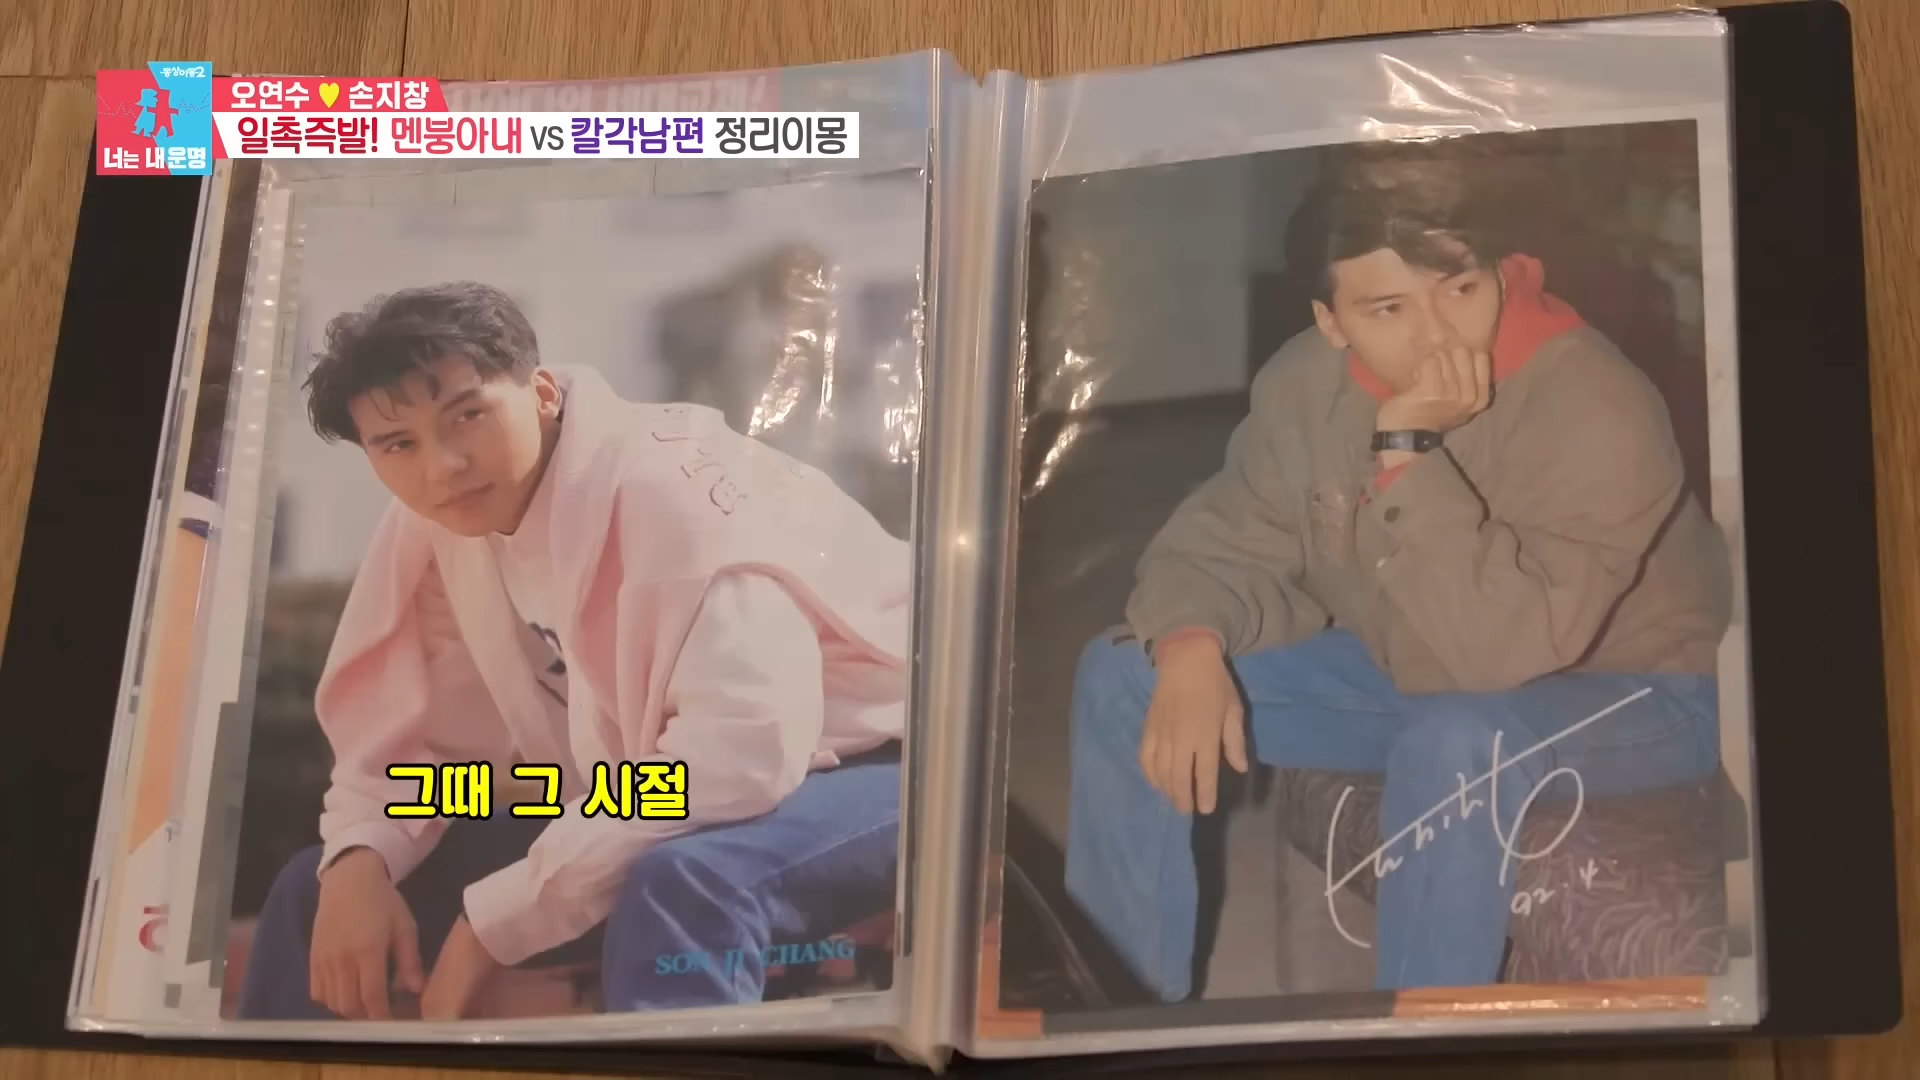 동상이몽2
너는 내 운명
오연수 ♥ 손지창
일촉즉발! 멘붕아내 VS 칼각남편 정리이몽
그때 그 시절
SON JI CHANG
92.4